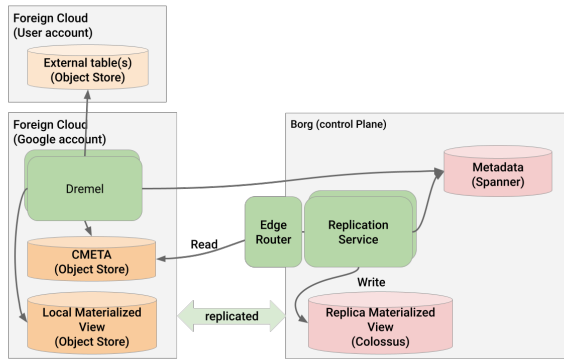 Foreign Cloud
(User account)
External table(s)
(Object Store)
Foreign Cloud
(Google account)
Dremel
CMETA
(Object Store)
Local Materialized
View
(Object Store)
Read
replicated
Borg (control Plane)
Metadata
(Spanner)
Edge
Router
Replication
Service
Write
Replica Materialized
View
(Colossus)